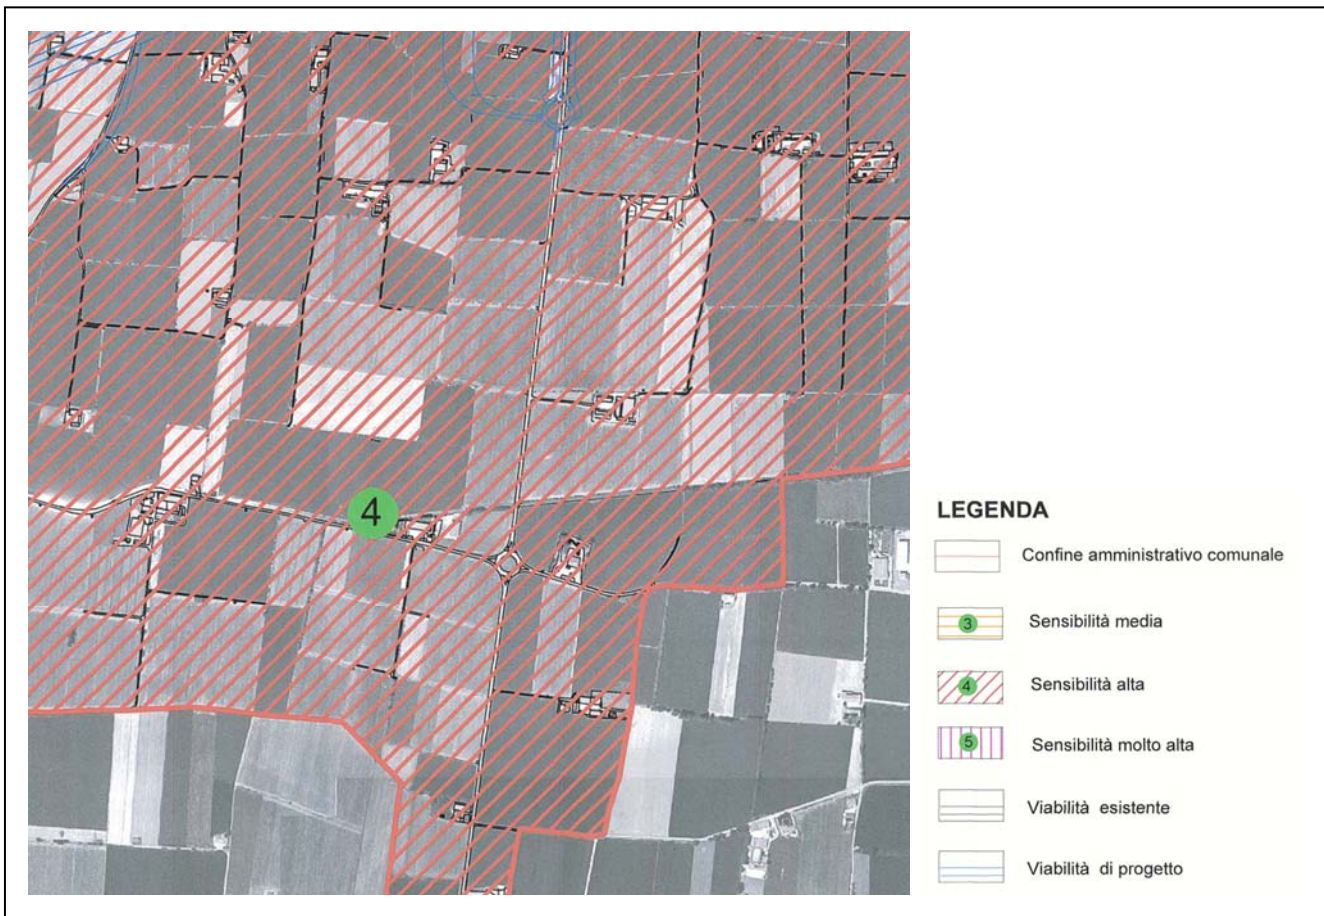 4
LEGENDA
Confine amministrativo comunale
3 Sensibilità media
4 Sensibilità alta
5 Sensibilità molto alta
Viabilità esistente
Viabilità di progetto